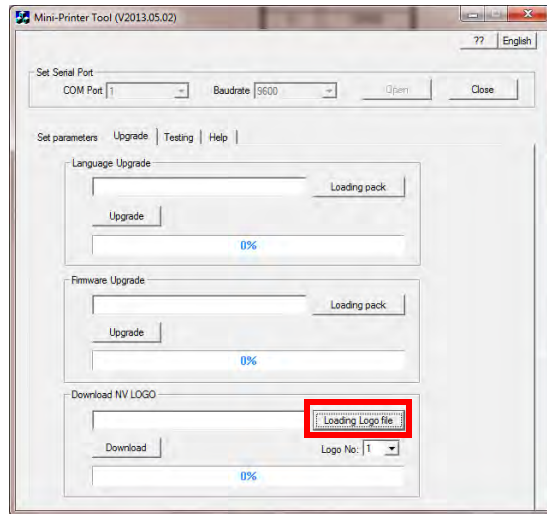 Mini-Printer Tool (V2013.05.02)
?? English
Set Serial Port
COM Port 1 Baudrate 9600 Open Close
Set parameters Upgrade Testing Help
Language Upgrade
Loading pack
Upgrade
0%
Firmware Upgrade
Loading pack
Upgrade
0%
Download NV LOGO
Loading Logo file
Download Logo No: 1
0%